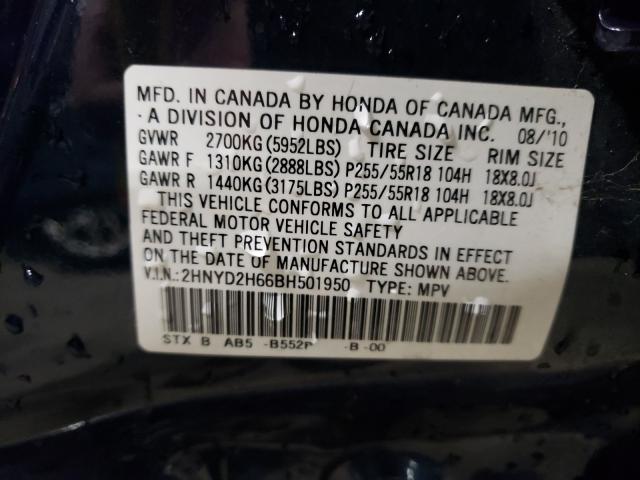 MFD. IN CANADA BY HONDA OF CANADA MFG.,
· A DIVISION OF HONDA CANADA INC. 08/'10
GVWR 2700KG(5952LBS) TIRE SIZE RIM SIZE
GAWR F 1310KG(2888LBS) P255/55R18 104H 18X8.0J
GAWR R 1440KG(3175LBS) P255/55R18 104H 18X8.0J
THIS VEHICLE CONFORMS TO ALL APPLICABLE
FEDERAL MOTOR VEHICLE SAFETY
AND THEFT PREVENTION STANDARDS IN EFFECT
ON THE DATE OF MANUFACTURE SHOWN ABOVE.
V.I.N.:2HNYD2H66BH501950 TYPE: MPV
STX B AB5 -B552P -B -00